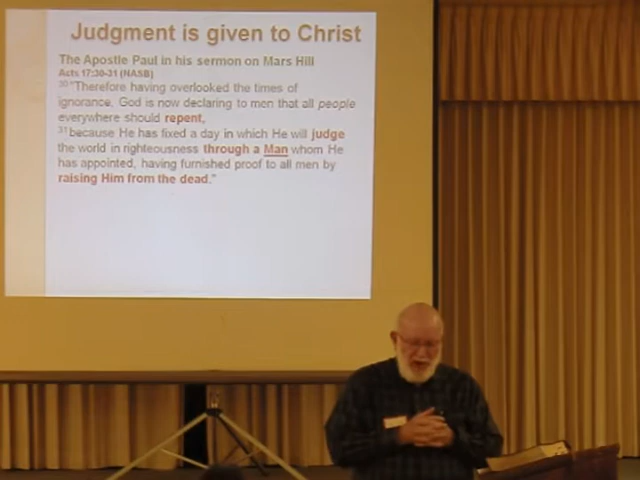 Judgment is given to Christ
The Apostle Paul in his sermon on Mars Hill
Acts 17:30-31 (NASB)
30 "Therefore having overlooked the times of
ignorance, God is now declaring to men that all people
everywhere should repent,
31 because He has fixed a day in which He will judge
the world in righteousness through a Man whom He
has appointed, having furnished proof to all men by
raising Him from the dead."